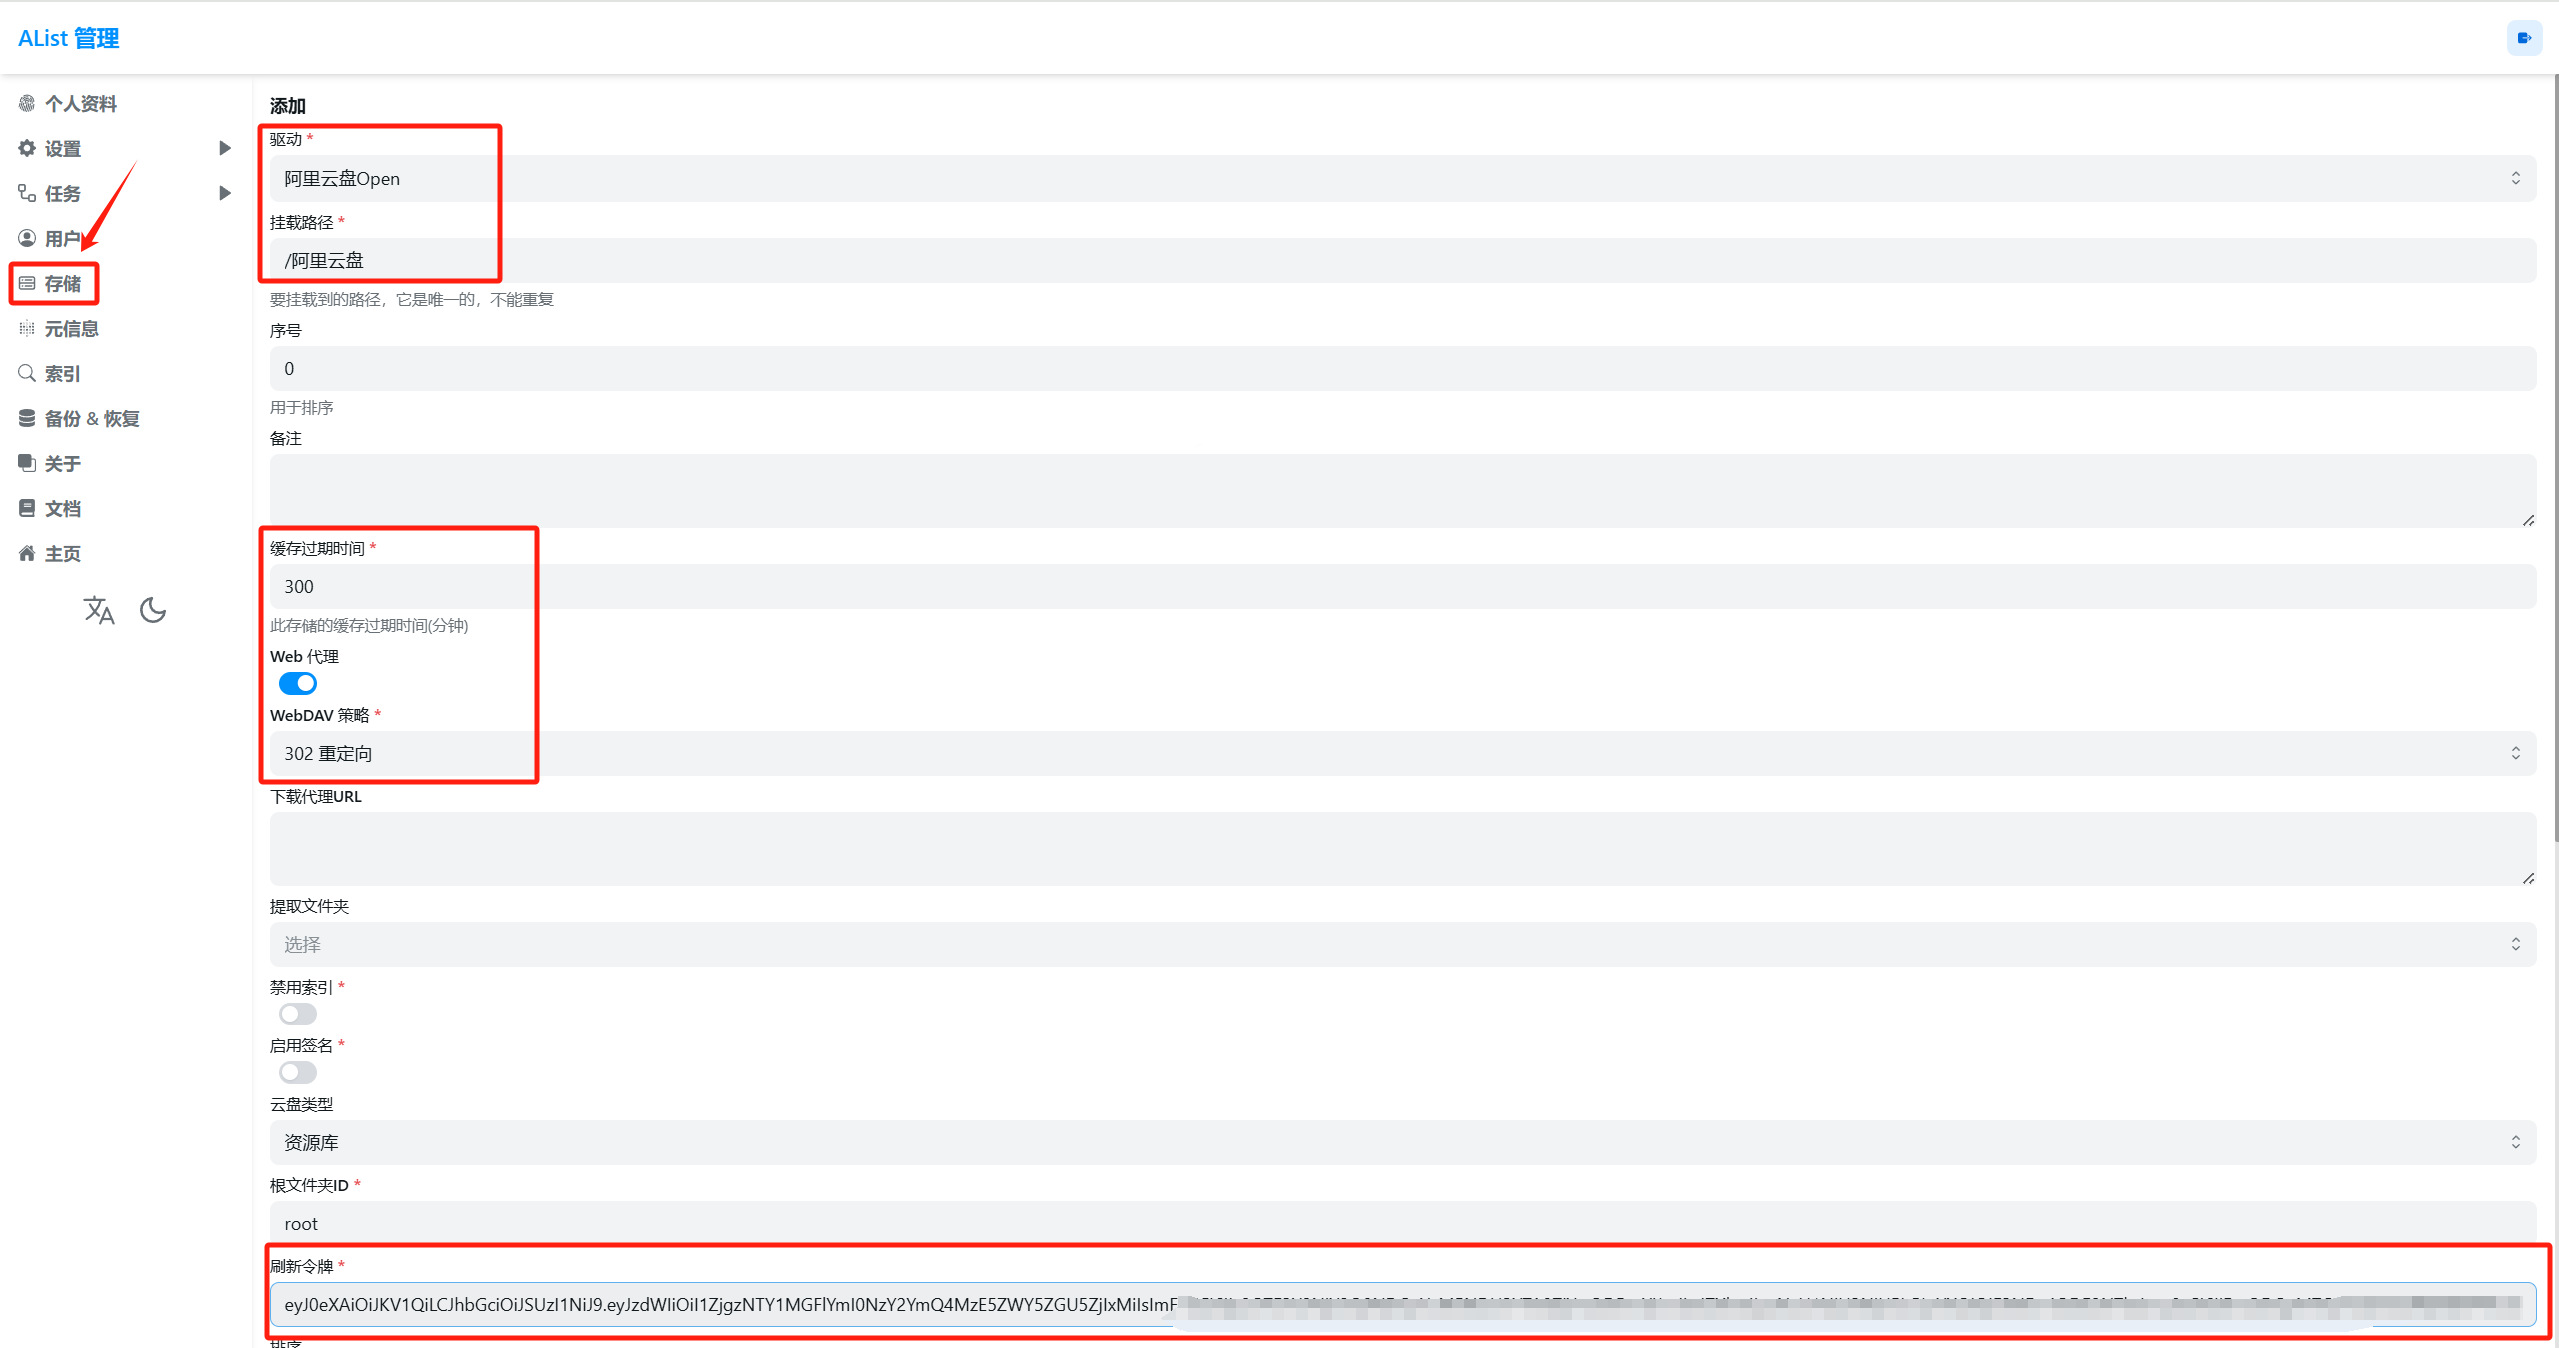 AList 管理
个人资料
设置
任务
用户
存储
元信息
索引
备份 & 恢复
关于
文档
主页
添加
驱动 *
阿里云盘Open
挂载路径 *
/阿里云盘
要挂载到的路径，它是唯一的，不能重复
序号
0
用于排序
备注
缓存过期时间 *
300
此存储的缓存过期时间(分钟)
Web 代理
WebDAV 策略 *
302 重定向
下载代理URL
提取文件夹
选择
禁用索引 *
启用签名 *
云盘类型
资源库
根文件夹ID *
root
刷新令牌 *